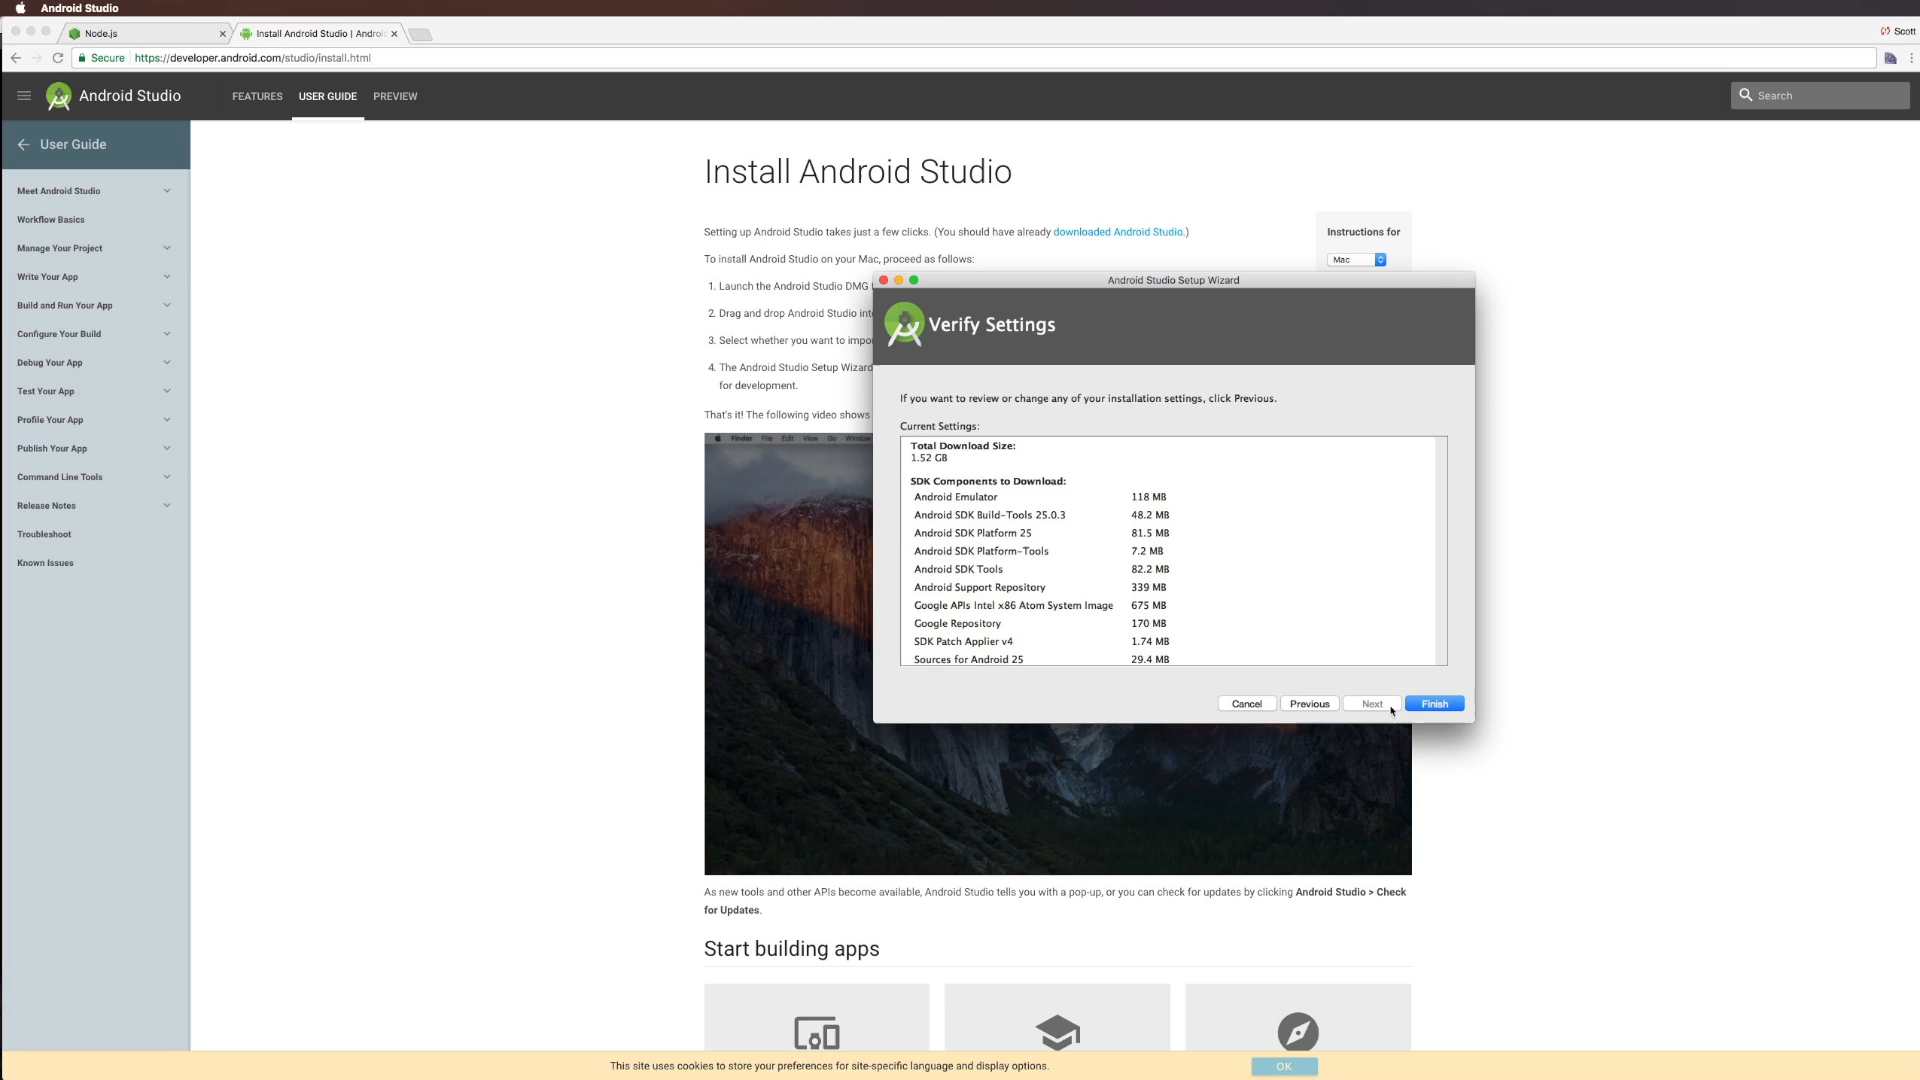 Android Studio
Node.js
Install Android Studio | Androi
Scott
Secure
https://developer.android.com/studio/install.html
Android Studio
FEATURES
USER GUIDE
PREVIEW
Search
User Guide
Meet Android Studio
Workflow Basics
Manage Your Project
Write Your App
Build and Run Your App
Configure Your Build
Debug Your App
Test Your App
Profile Your App
Publish Your App
Command Line Tools
Release Notes
Troubleshoot
Known Issues
Install Android Studio
Setting up Android Studio takes just a few clicks. (You should have already downloaded Android Studio.)
To install Android Studio on your Mac, proceed as follows:
1. Launch the Android Studio DMG
2. Drag and drop Android Studio int
3. Select whether you want to impo
4. The Android Studio Setup Wizard
for development.
That's it! The following video shows
Instructions for
Mac
Finder File Edit View Go Window
Android Studio Setup Wizard
Verify Settings
If you want to review or change any of your installation settings, click Previous.
Current Settings:
Total Download Size:
1.52 GB
SDK Components to Download:
Android Emulator 118 MB
Android SDK Build-Tools 25.0.3 48.2 MB
Android SDK Platform 25 81.5 MB
Android SDK Platform-Tools 7.2 MB
Android SDK Tools 82.2 MB
Android Support Repository 339 MB
Google APIs Intel x86 Atom System Image 675 MB
Google Repository 170 MB
SDK Patch Applier v4 1.74 MB
Sources for Android 25 29.4 MB
Cancel
Previous
Next
Finish
As new tools and other APIs become available, Android Studio tells you with a pop-up, or you can check for updates by clicking Android Studio > Check
for Updates.
Start building apps
This site uses cookies to store your preferences for site-specific language and display options.
OK